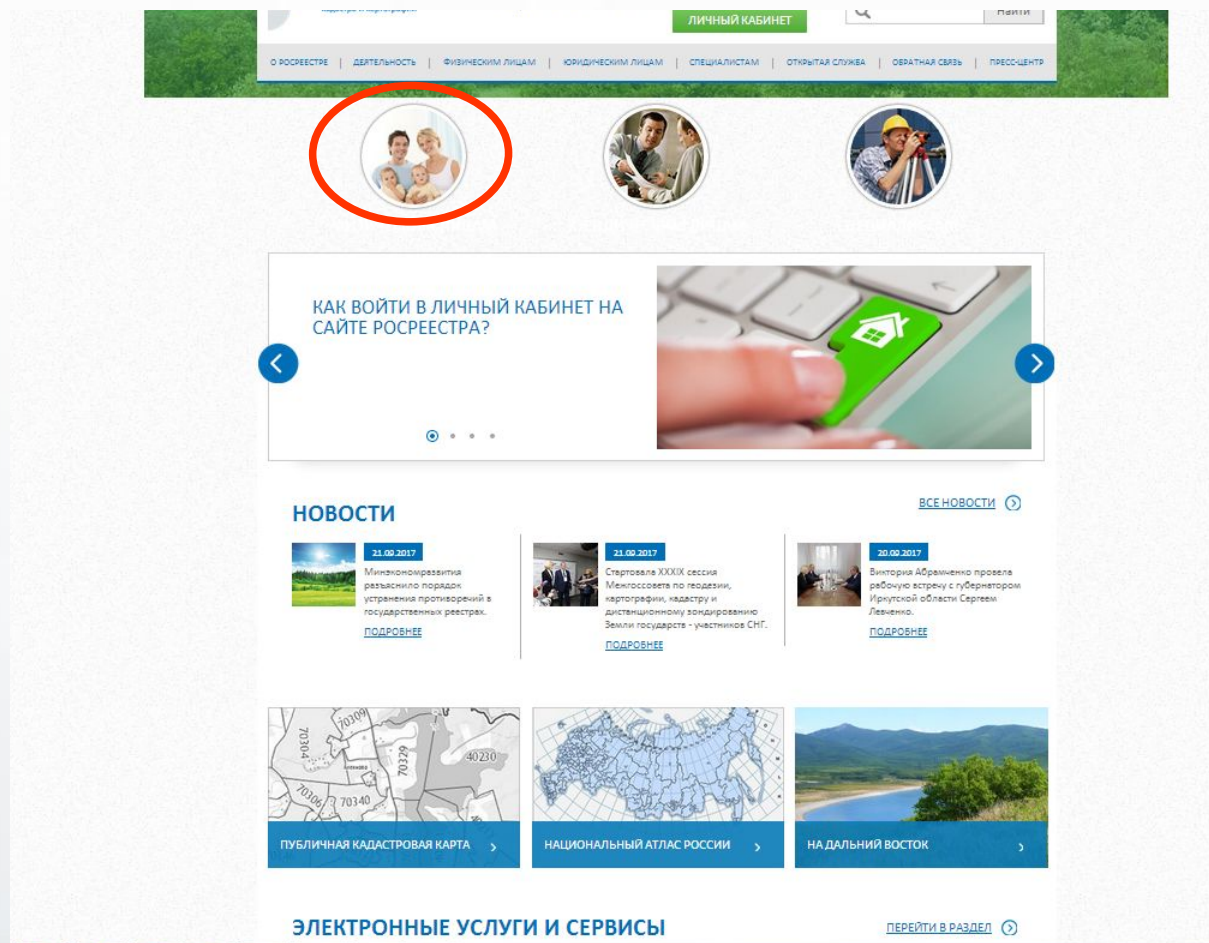 ЛИЧНЫЙ КАБИНЕТ
Найти
О РОСРЕЕСТРЕ | ДЕЯТЕЛЬНОСТЬ | ФИЗИЧЕСКИМ ЛИЦАМ | ЮРИДИЧЕСКИМ ЛИЦАМ | СПЕЦИАЛИСТАМ | ОТКРЫТАЯ СЛУЖБА | ОБРАТНАЯ СВЯЗЬ | ПРЕСС-ЦЕНТР
КАК ВОЙТИ В ЛИЧНЫЙ КАБИНЕТ НА
САЙТЕ РОСРЕЕСТРА?
НОВОСТИ
ВСЕ НОВОСТИ
21.09.2017
Минэкономразвития
разъяснило порядок
устранения противоречий в
государственных реестрах.
ПОДРОБНЕЕ
21.09.2017
Стартовала XXXIX сессия
Межгоссовета по геодезии,
картографии, кадастру и
дистанционному зондированию
Земли государств - участников СНГ.
ПОДРОБНЕЕ
20.09.2017
Виктория Абрамченко провела
рабочую встречу с губернатором
Иркутской области Сергеем
Левченко.
ПОДРОБНЕЕ
70309
70304
70329
40230
70306
70340
ПУБЛИЧНАЯ КАДАСТРОВАЯ КАРТА
НАЦИОНАЛЬНЫЙ АТЛАС РОССИИ
НА ДАЛЬНИЙ ВОСТОК
ЭЛЕКТРОННЫЕ УСЛУГИ И СЕРВИСЫ
ПЕРЕЙТИ В РАЗДЕЛ